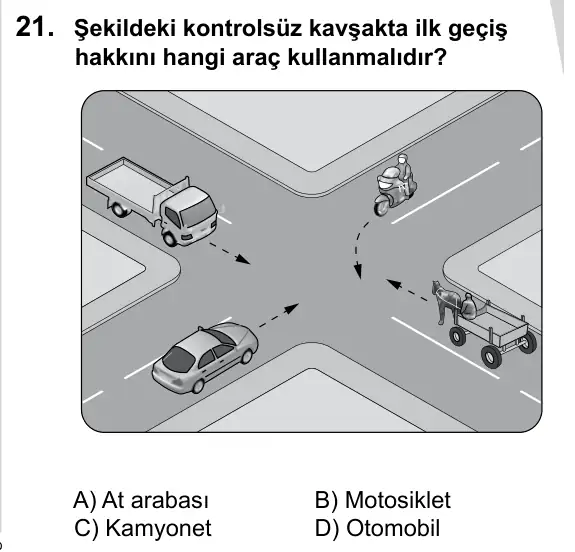 21. Şekildeki kontrolsüz kavşakta ilk geçiş
hakkını hangi araç kullanmalıdır?
A) At arabası
B) Motosiklet
C) Kamyonet
D) Otomobil